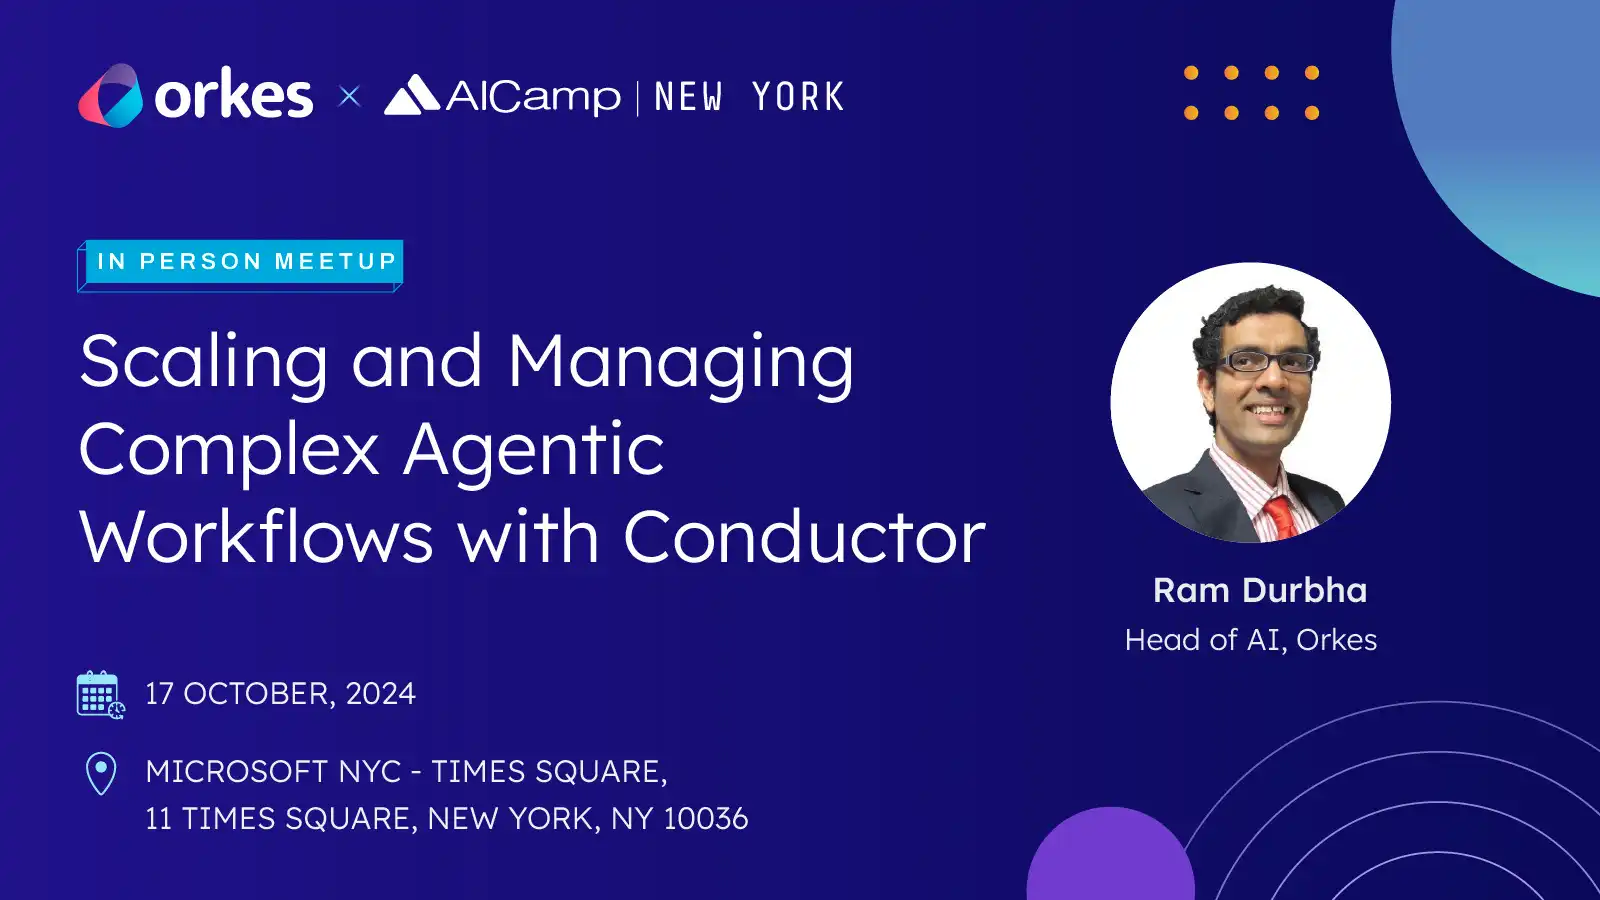 orkes × AICamp | NEW YORK
IN PERSON MEETUP
Scaling and Managing
Complex Agentic
Workflows with Conductor
Ram Durbha
Head of AI, Orkes
17 OCTOBER, 2024
MICROSOFT NYC - TIMES SQUARE,
11 TIMES SQUARE, NEW YORK, NY 10036